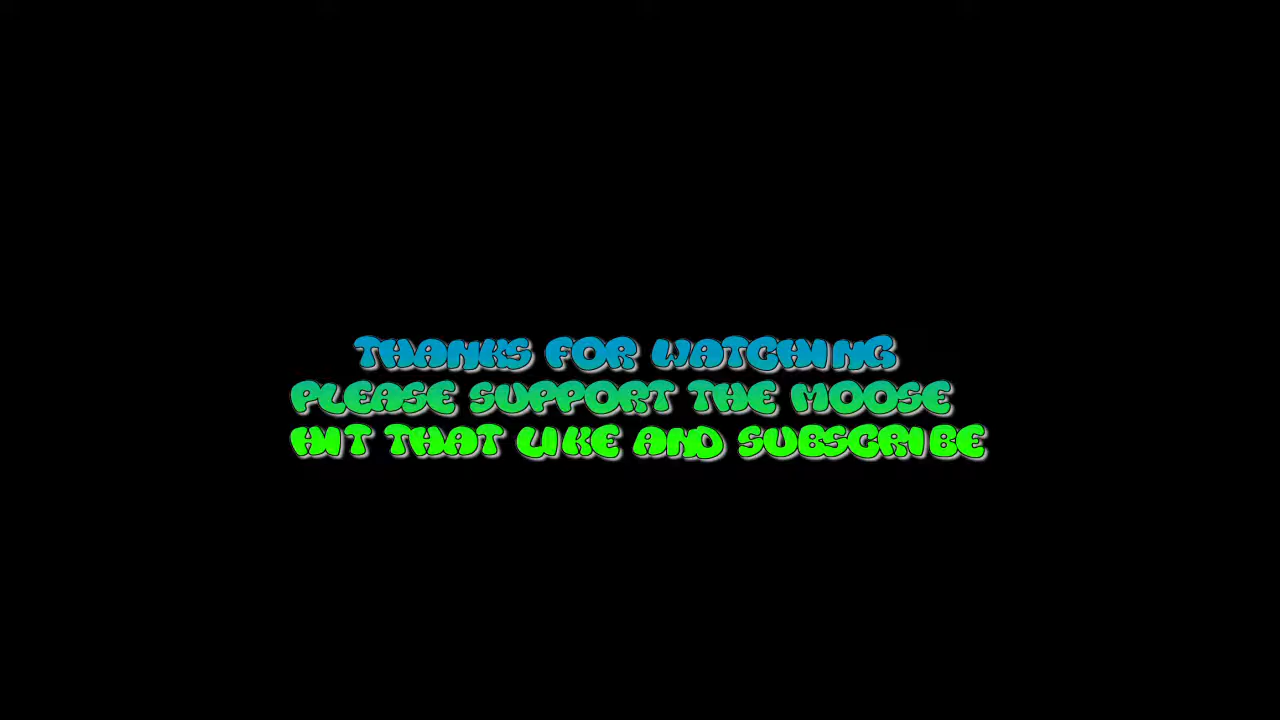 THANKS FOR WATCHING
PLEASE SUPPORT THE MOOSE
HIT THAT LIKE AND SUBSCRIBE